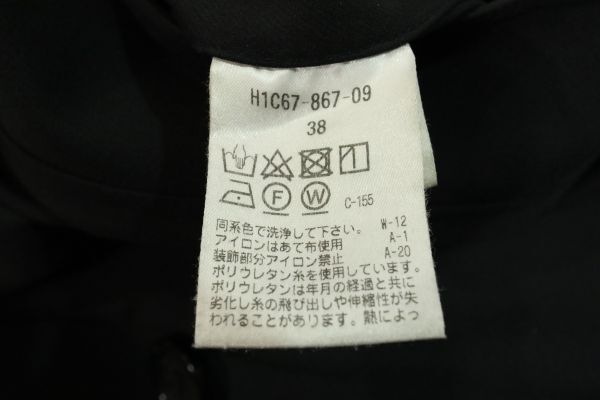 H1C67-867-09
38
F W C-155
同系色で洗浄して下さい。 W-12
アイロンはあて布使用 A-1
装飾部分アイロン禁止 A-20
ポリウレタン糸を使用しています。
ポリウレタンは年月の経過と共に
劣化し糸の飛び出しや伸縮性が失
われることがあります。熱によっ